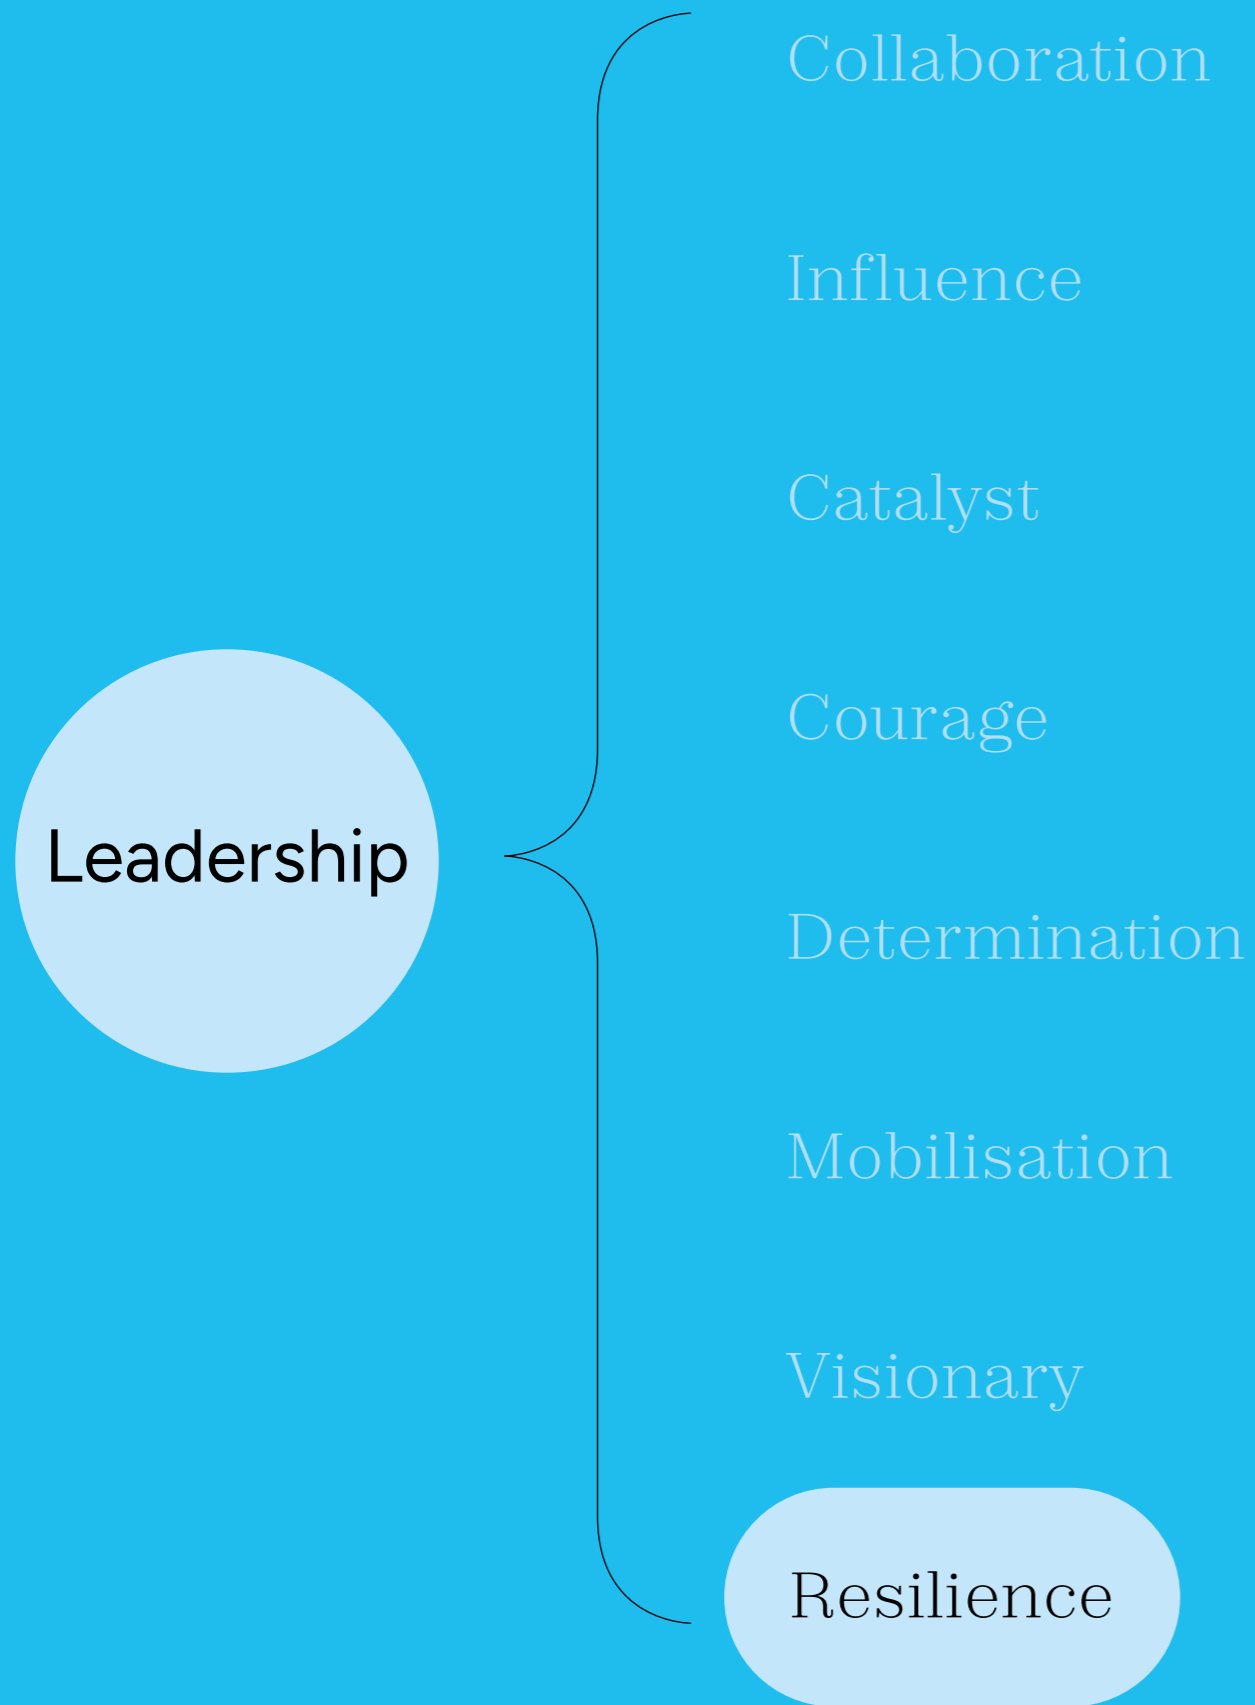 Collaboration
Influence
Catalyst
Courage
Leadership
Determination
Mobilisation
Visionary
Resilience